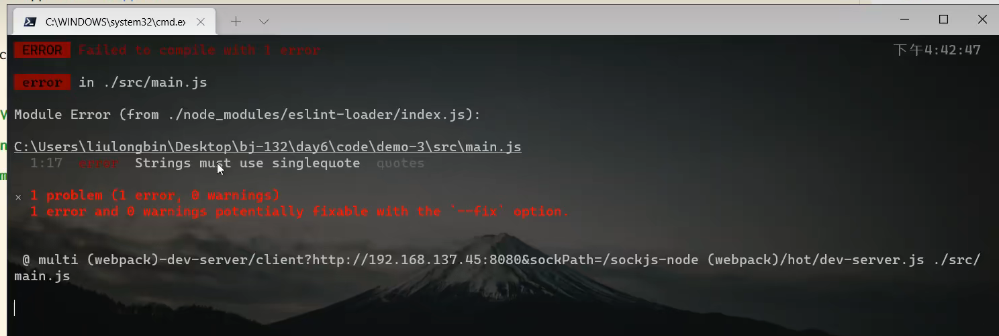 C:\WINDOWS\system32\cmd.ex
ERROR Failed to compile with 1 error 下午4:42:47
error in ./src/main.js
Module Error (from ./node_modules/eslint-loader/index.js):
C:\Users\liulongbin\Desktop\bj-132\day6\code\demo-3\src\main.js
1:17 error Strings must use singlequote quotes
× 1 problem (1 error, 0 warnings)
1 error and 0 warnings potentially fixable with the `--fix` option.
@ multi (webpack)-dev-server/client?http://192.168.137.45:8080&sockPath=/sockjs-node (webpack)/hot/dev-server.js ./src/
main.js